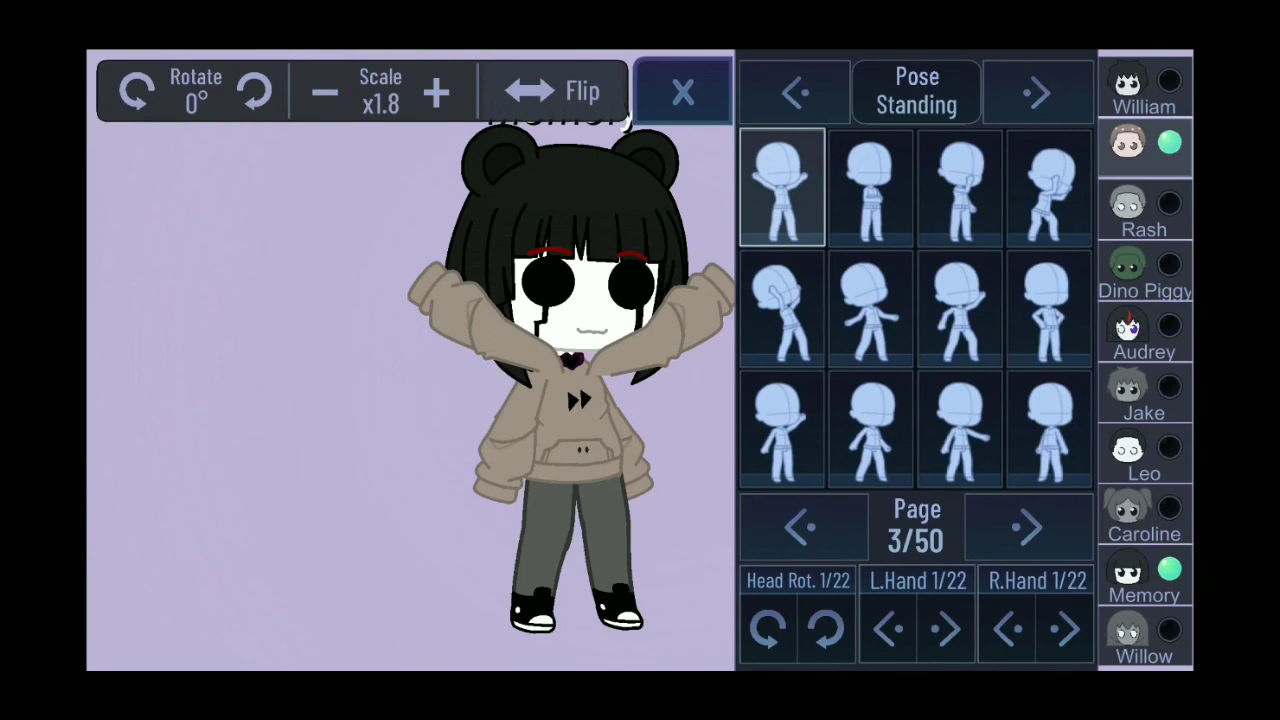 Rotate
0°
Scale
x1.8
Flip
X
Memory
Pose
Standing
William
Rash
Dino Piggy
Audrey
Jake
Leo
Caroline
Memory
Willow
Page
3/50
Head Rot. 1/22
L.Hand 1/22
R.Hand 1/22